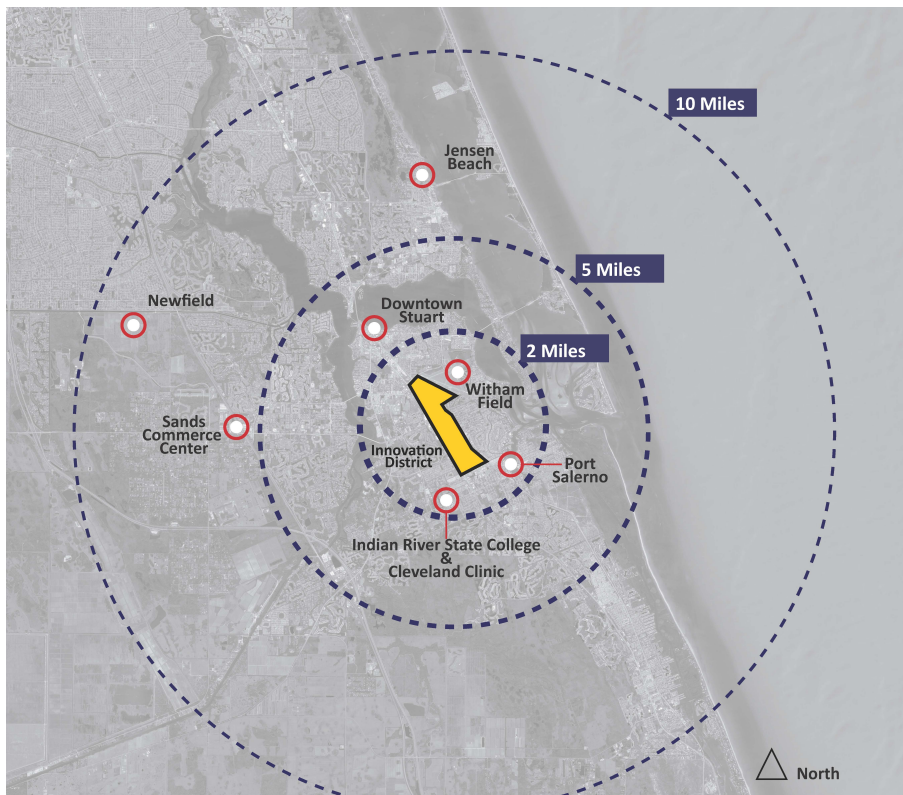 10 Miles
Jensen
Beach
5 Miles
Newfield
Downtown
Stuart
2 Miles
Witham
Field
Sands
Commerce
Center
Innovation
District
Port
Salerno
Indian River State College
&
Cleveland Clinic
North